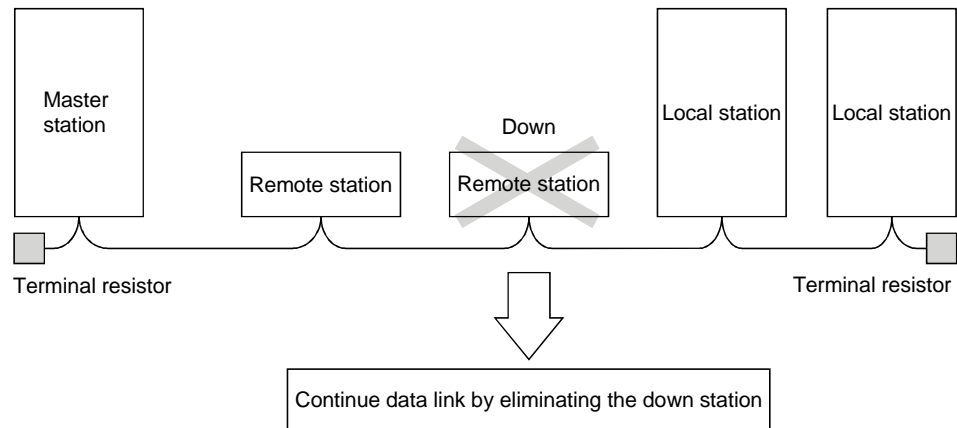 Master
station
Remote station
Down
Remote station
Local station
Local station
Terminal resistor
Terminal resistor
Continue data link by eliminating the down station